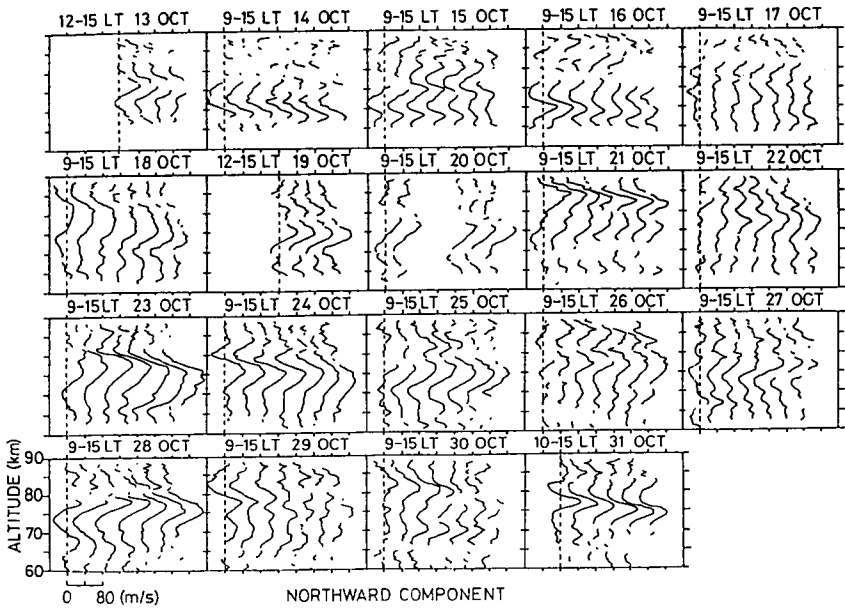 12-15 LT 13 OCT 9-15 LT 14 OCT 9-15 LT 15 OCT 9-15 LT 16 OCT 9-15 LT 17 OCT
9-15 LT 18 OCT 12-15 LT 19 OCT 9-15 LT 20 OCT 9-15 LT 21 OCT 9-15 LT 22 OCT
9-15 LT 23 OCT 9-15 LT 24 OCT 9-15 LT 25 OCT 9-15 LT 26 OCT 9-15 LT 27 OCT
9-15 LT 28 OCT 9-15 LT 29 OCT 9-15 LT 30 OCT 10-15 LT 31 OCT
ALTITUDE (km)
90
80
70
60
0 80 (m/s)
NORTHWARD COMPONENT